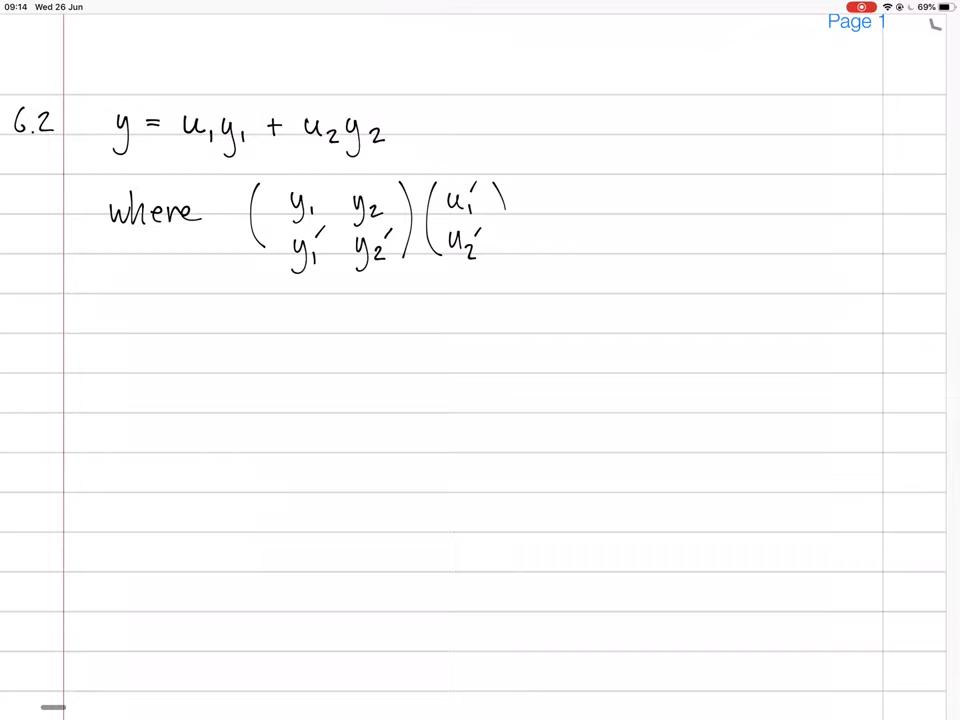 09:14 Wed 26 Jun 69%
Page 1
6.2 y = u₁y₁ + u₂y₂
where ( y₁ y₂ ) ( u₁′ )
( y₁′ y₂′ ) ( u₂′